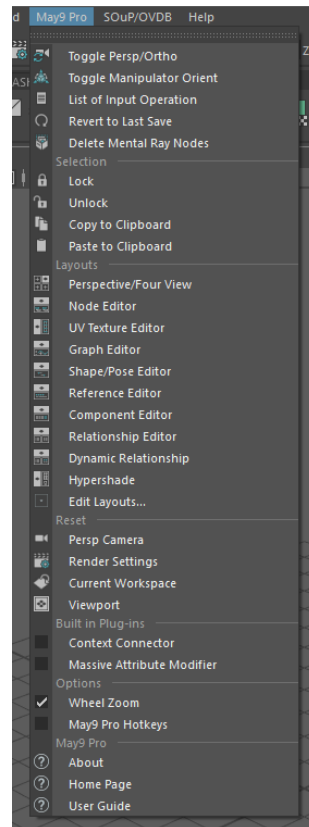 d May9 Pro SOuP/OVDB Help
Toggle Persp/Ortho
Z
Toggle Manipulator Orient
List of Input Operation
Revert to Last Save
Delete Mental Ray Nodes
Selection
Lock
Unlock
Copy to Clipboard
Paste to Clipboard
Layouts
Perspective/Four View
Node Editor
UV Texture Editor
Graph Editor
Shape/Pose Editor
Reference Editor
Component Editor
Relationship Editor
Dynamic Relationship
Hypershade
Edit Layouts...
Reset
Persp Camera
Render Settings
Current Workspace
Viewport
Built in Plug-ins
Context Connector
Massive Attribute Modifier
Options
Wheel Zoom
May9 Pro Hotkeys
May9 Pro
About
Home Page
User Guide